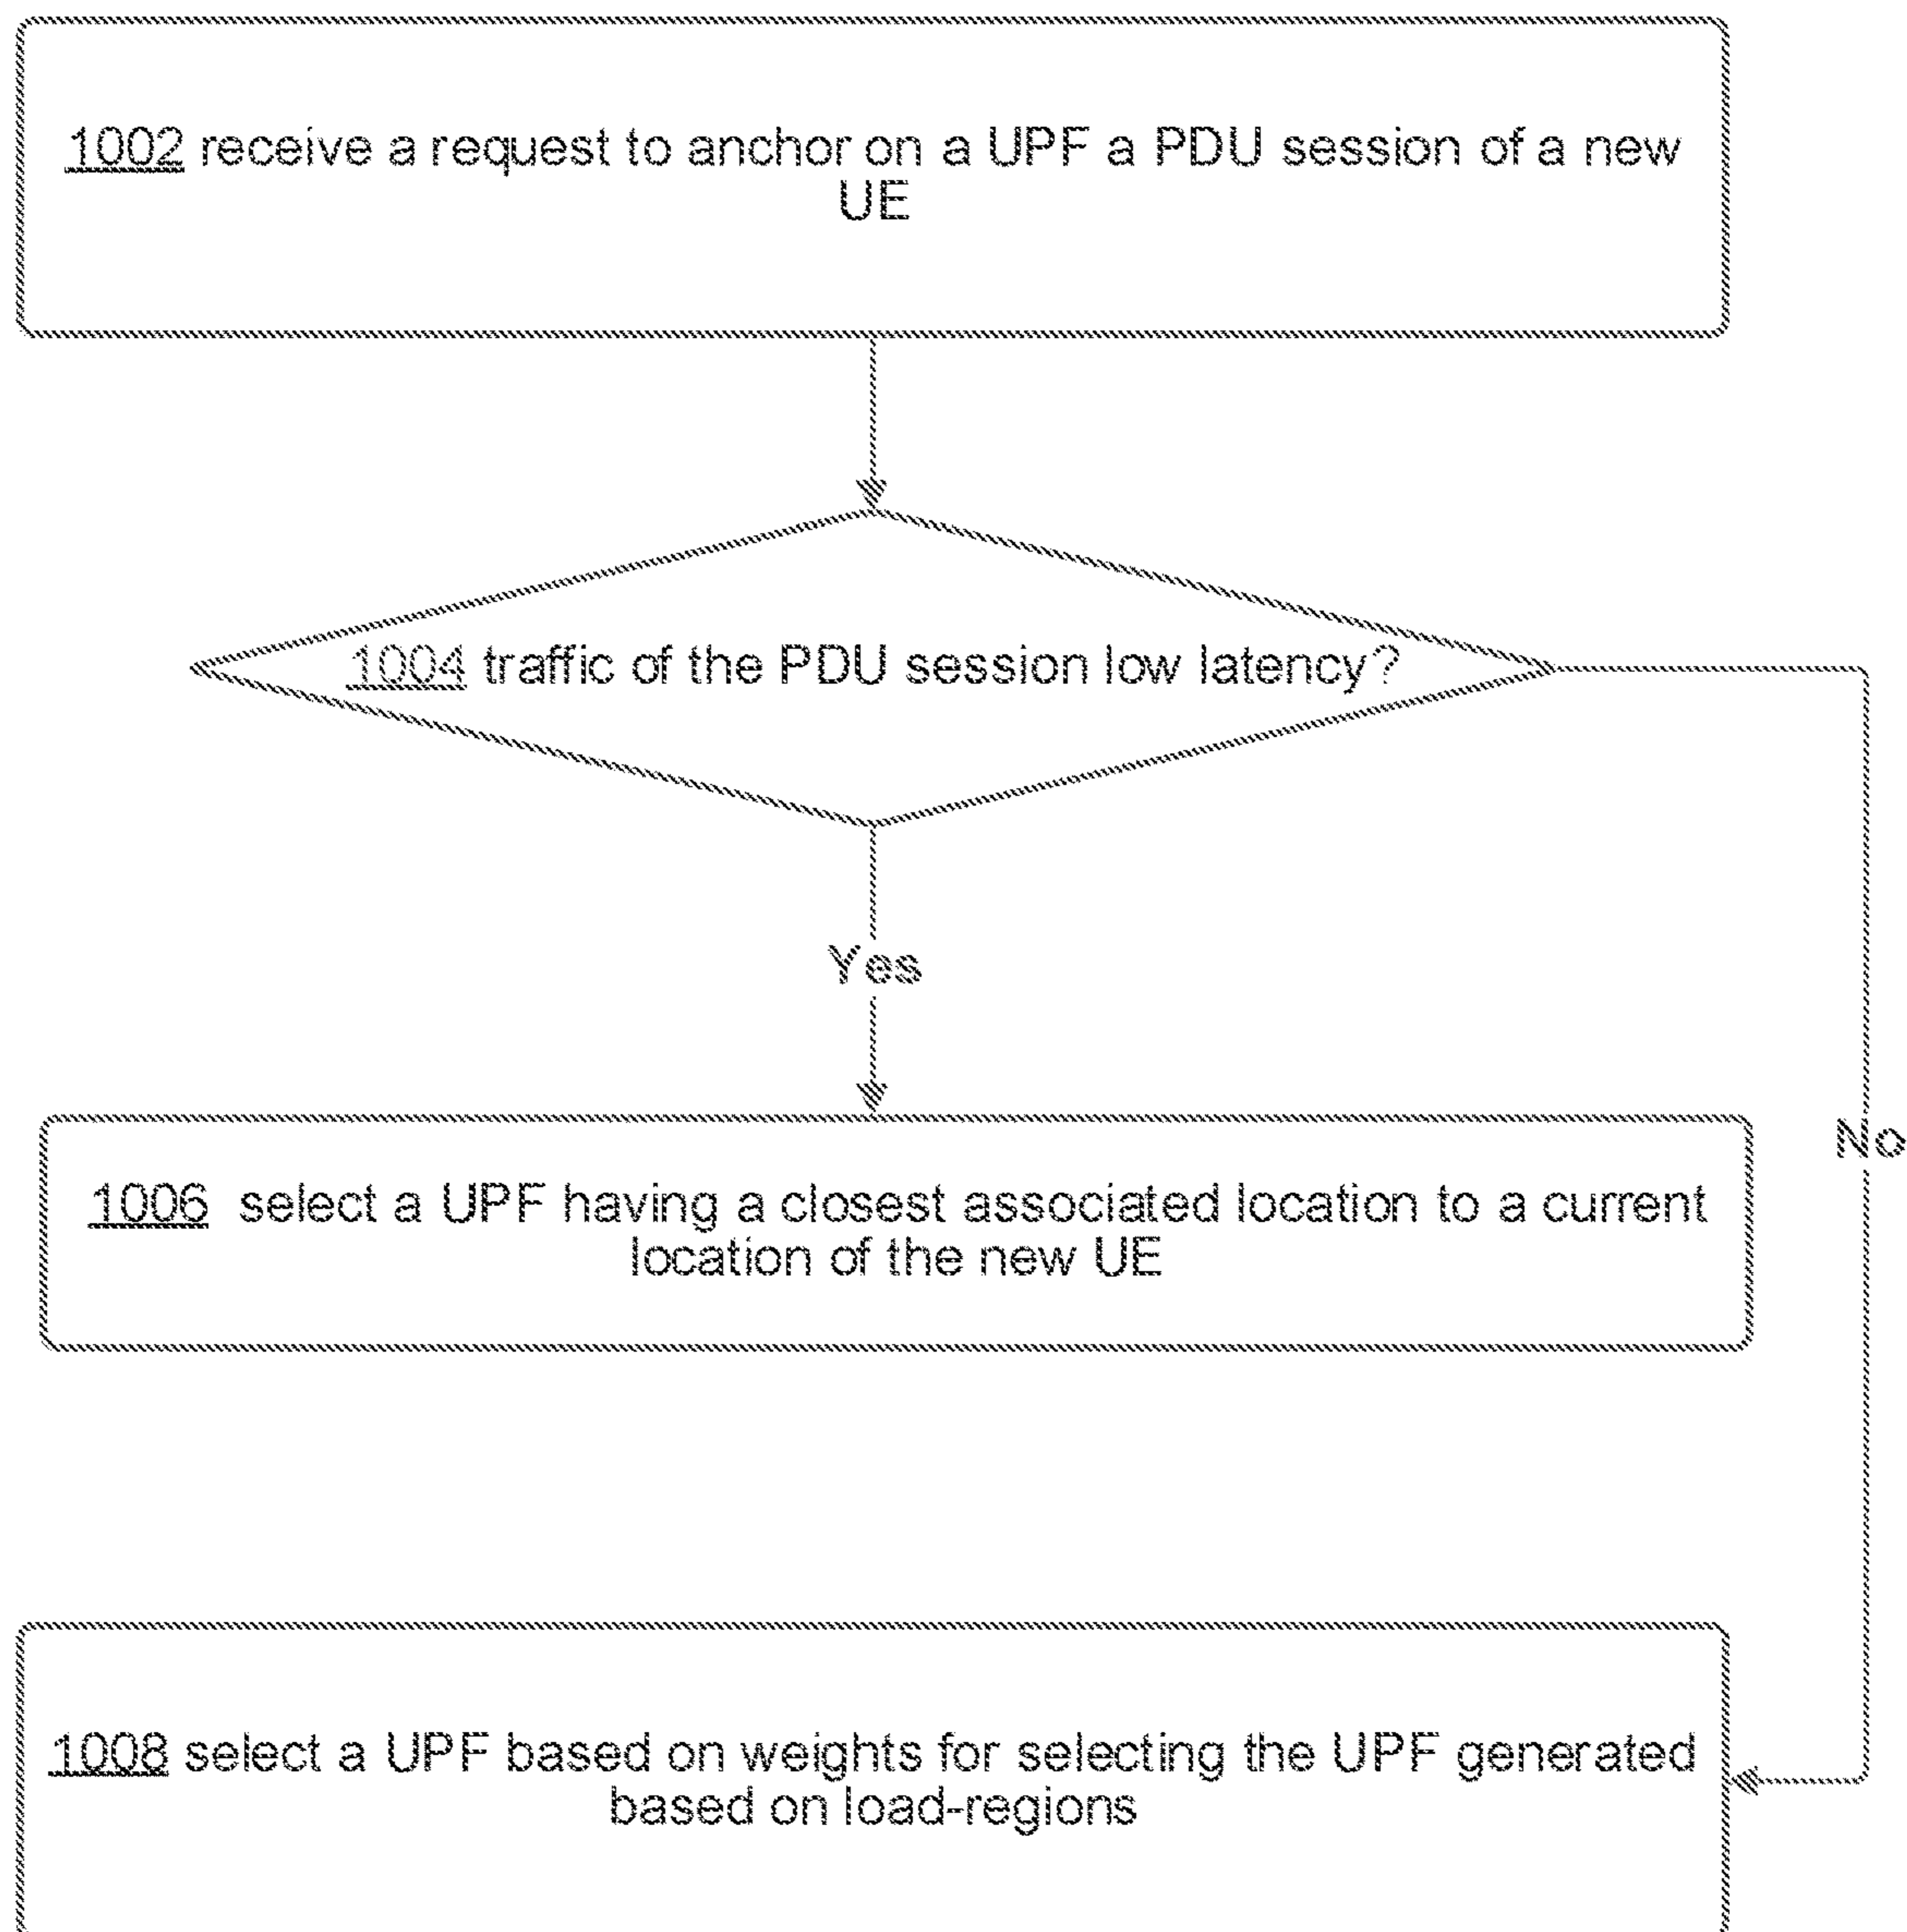 1002 receive a request to anchor on a UPF a PDU session of a new
UE
1004 traffic of the PDU session low latency?
Yes
No
1006 select a UPF having a closest associated location to a current
location of the new UE
1008 select a UPF based on weights for selecting the UPF generated
based on load-regions